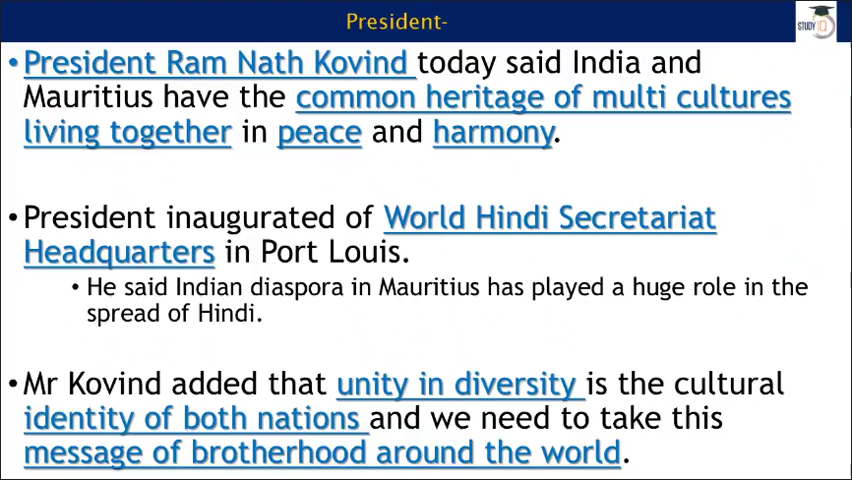 President-
STUDY IQ
•President Ram Nath Kovind today said India and
Mauritius have the common heritage of multi cultures
living together in peace and harmony.
•President inaugurated of World Hindi Secretariat
Headquarters in Port Louis.
• He said Indian diaspora in Mauritius has played a huge role in the
spread of Hindi.
•Mr Kovind added that unity in diversity is the cultural
identity of both nations and we need to take this
message of brotherhood around the world.